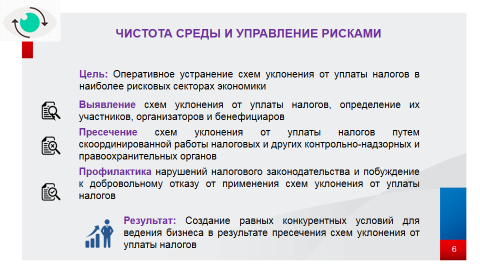 ЧИСТОТА СРЕДЫ И УПРАВЛЕНИЕ РИСКАМИ
Цель: Оперативное устранение схем уклонения от уплаты налогов в
наиболее рисковых секторах экономики
Выявление схем уклонения от уплаты налогов, определение их
участников, организаторов и бенефициаров
Пресечение схем уклонения от уплаты налогов путем
скоординированной работы налоговых и других контрольно-надзорных и
правоохранительных органов
Профилактика нарушений налогового законодательства и побуждение
к добровольному отказу от применения схем уклонения от уплаты
налогов
Результат: Создание равных конкурентных условий для
ведения бизнеса в результате пресечения схем уклонения от
уплаты налогов
6